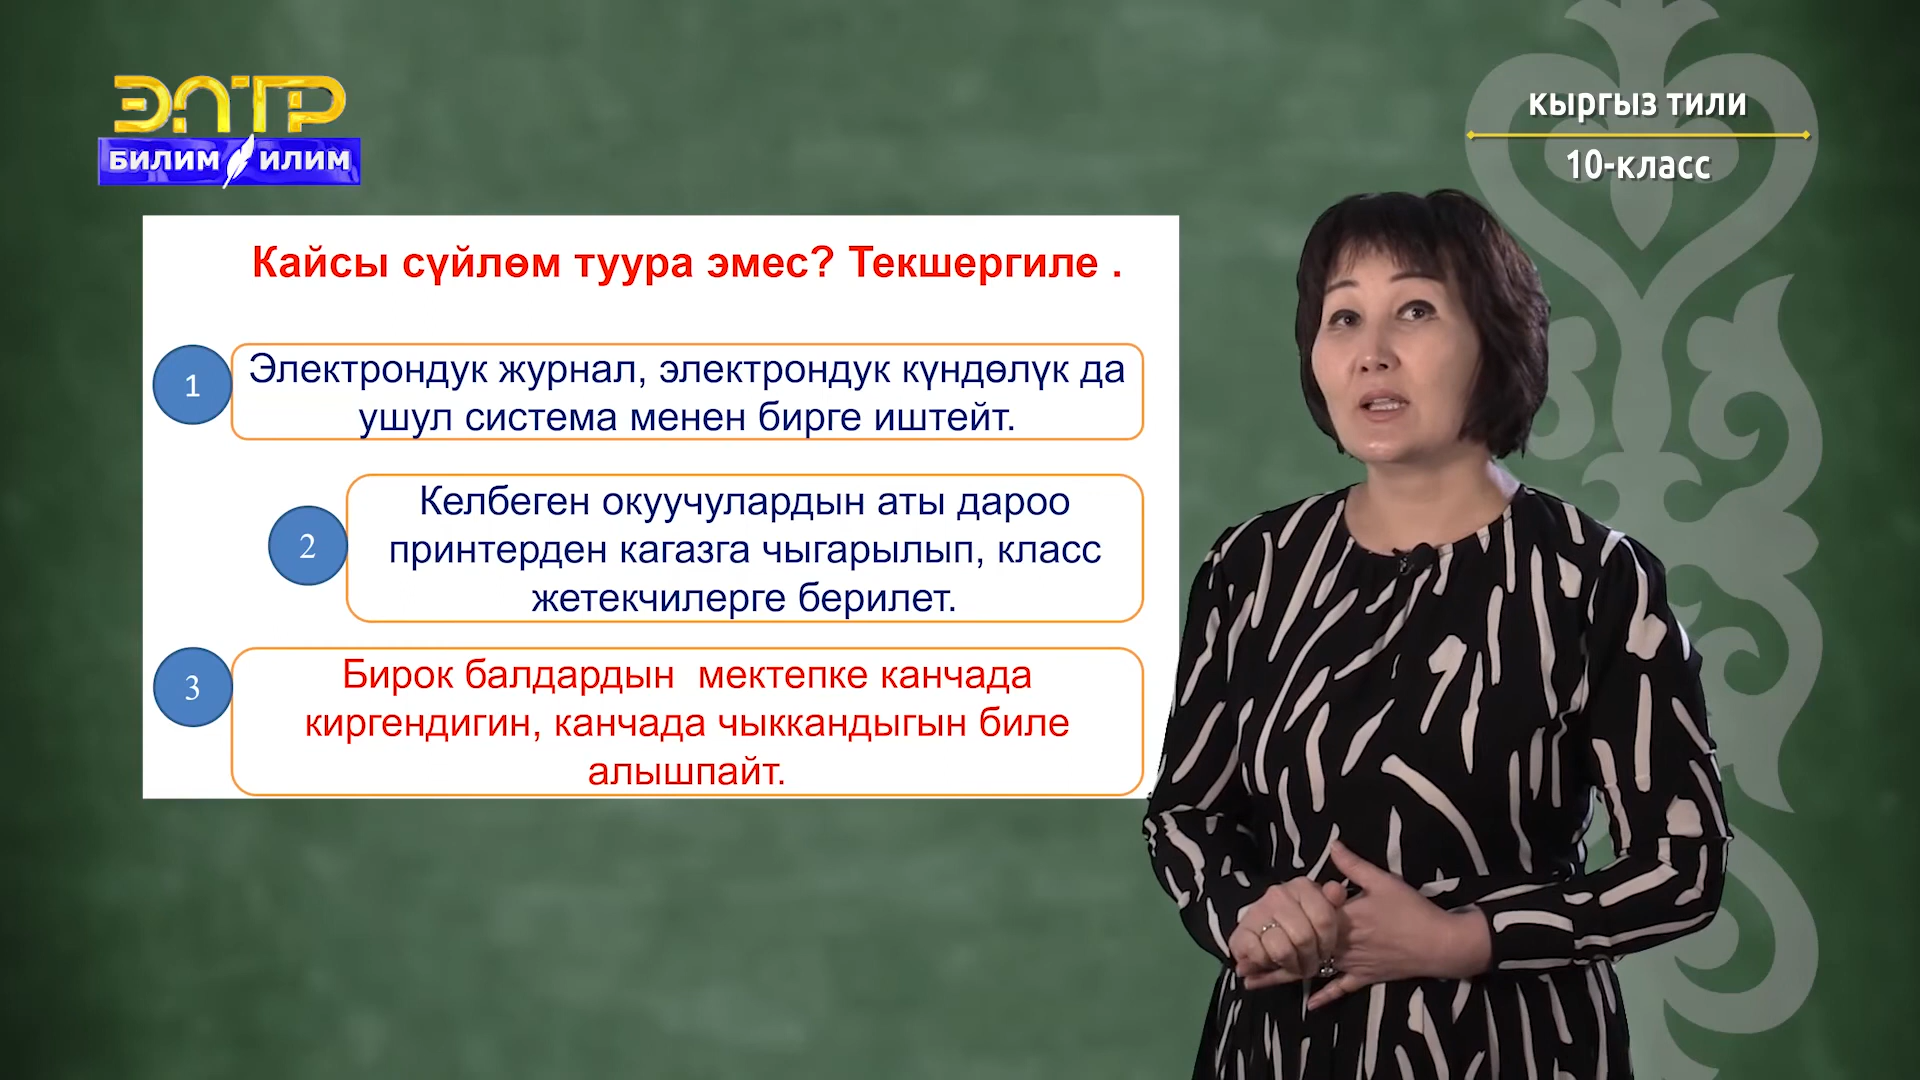 ЭЛТР
БИЛИМ ИЛИМ
кыргыз тили
10-класс
Кайсы сүйлөм туура эмес? Текшергиле .
1
Электрондук журнал, электрондук күндөлүк да
ушул система менен бирге иштейт.
2
Келбеген окуучулардын аты дароо
принтерден кагазга чыгарылып, класс
жетекчилерге берилет.
3
Бирок балдардын  мектепке канчада
киргендигин, канчада чыккандыгын биле
алышпайт.